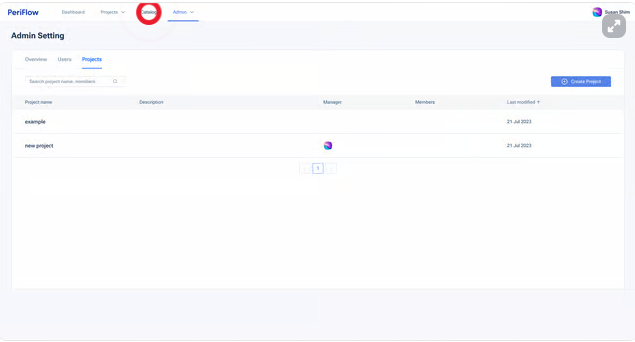 PeriFlow Dashboard Projects Catalog Admin Susan Shim
Admin Setting
Overview Users Projects
Search project name, members
Create Project
Project name Description Manager Members Last modified
example 21 Jul 2023
new project 21 Jul 2023
1